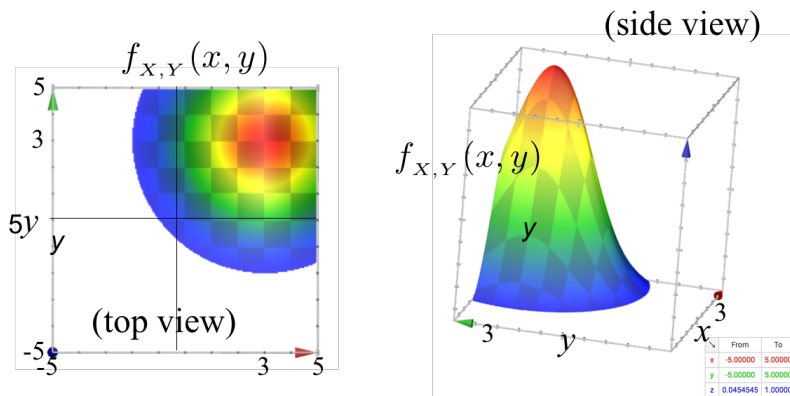 (side view)
f_{X,Y}(x, y)
5
3
f_{X,Y}(x, y)
y
5y
y
(top view)
-5
-5
3
5
3
y
x
3
From To
x -5.00000 5.00000
y -5.00000 5.00000
z 0.0454545 1.00000